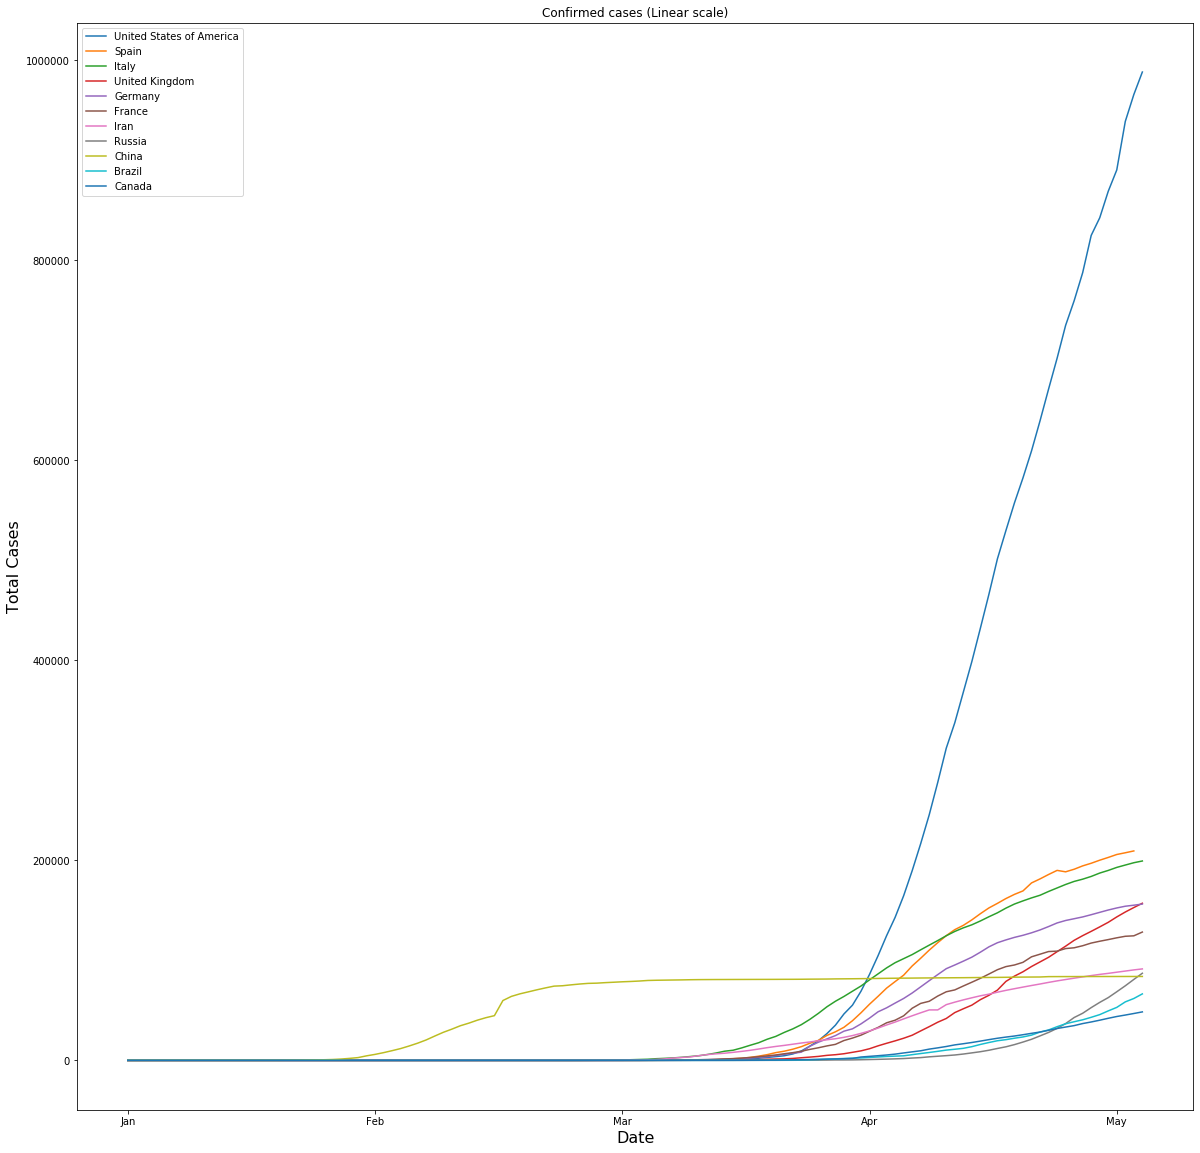 Confirmed cases (Linear scale)
United States of America
Spain
Italy
United Kingdom
Germany
France
Iran
Russia
China
Brazil
Canada
1000000
800000
600000
400000
200000
0
Total Cases
Jan
Feb
Mar
Apr
May
Date